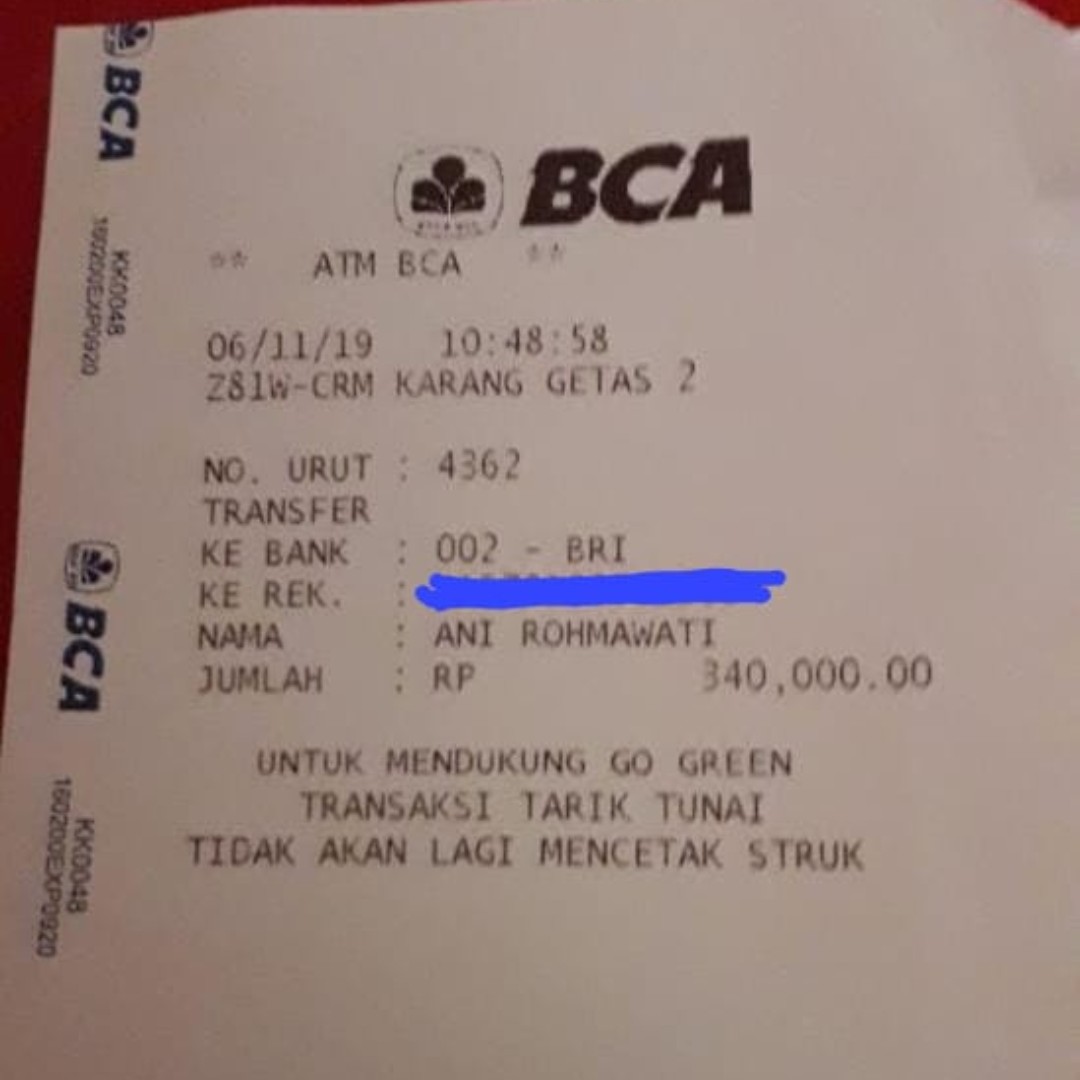 BCA
KK0048
160200EXP0920
BCA
KK0048
160200EXP0920
BCA
** ATM BCA **
06/11/19 10:48:58
Z81W-CRM KARANG GETAS 2
NO. URUT : 4362
TRANSFER
KE BANK : 002 - BRI
KE REK. :
NAMA : ANI ROHMAWATI
JUMLAH : RP 340,000.00
UNTUK MENDUKUNG GO GREEN
TRANSAKSI TARIK TUNAI
TIDAK AKAN LAGI MENCETAK STRUK